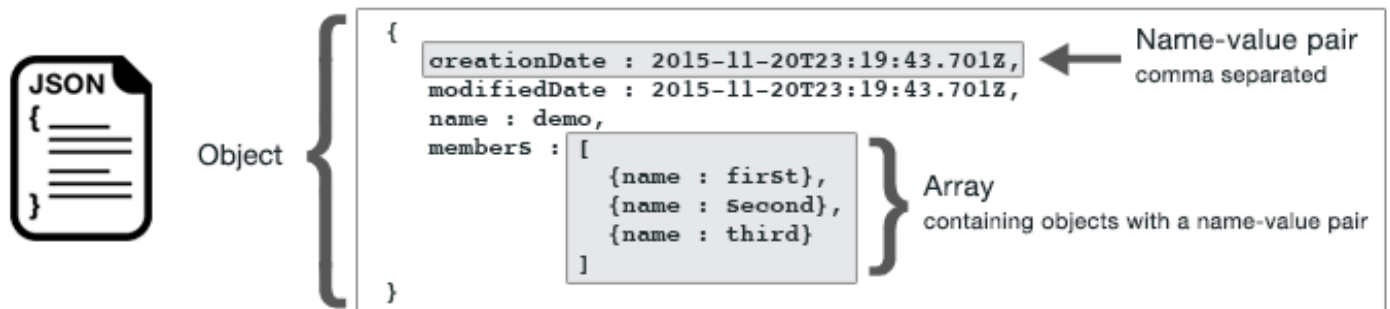 JSON
{
}
Object
{
creationDate : 2015-11-20T23:19:43.701Z,
modifiedDate : 2015-11-20T23:19:43.701Z,
name : demo,
members : [
{name : first},
{name : second},
{name : third}
]
}
Name-value pair
comma separated
Array
containing objects with a name-value pair